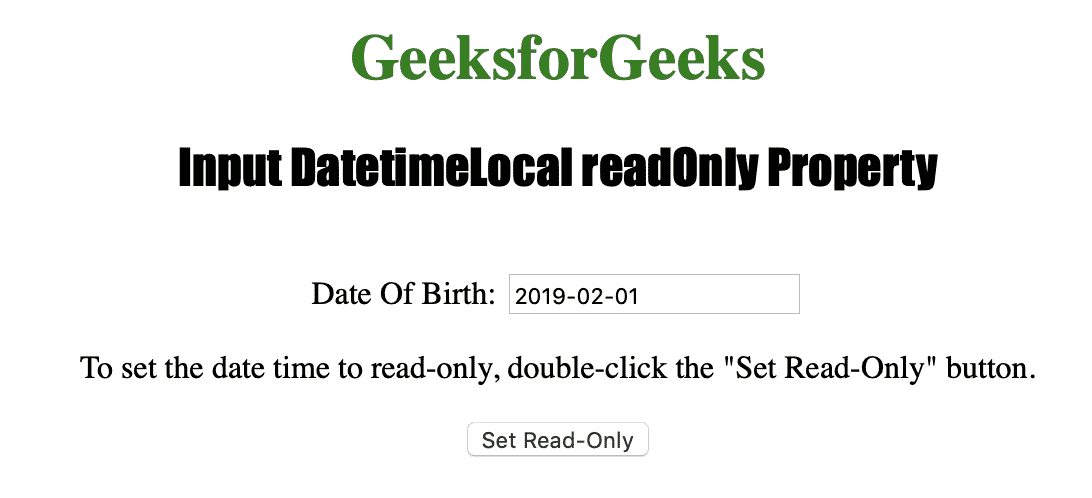 GeeksforGeeks
Input DatetimeLocal readOnly Property
Date Of Birth: 2019-02-01
To set the date time to read-only, double-click the "Set Read-Only" button.
Set Read-Only